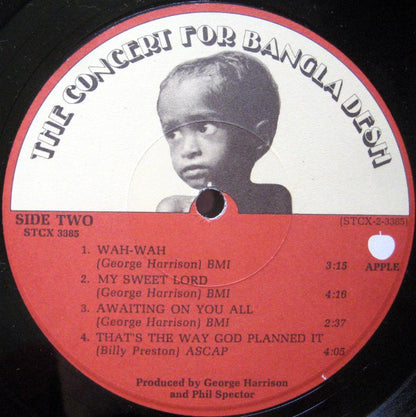 THE CONCERT FOR BANGLA DESH
SIDE TWO
STCX 3385
(STCX-2-3385)
1. WAH-WAH
(George Harrison) BMI 3:15
APPLE
2. MY SWEET LORD
(George Harrison) BMI 4:16
3. AWAITING ON YOU ALL
(George Harrison) BMI 2:37
4. THAT'S THE WAY GOD PLANNED IT
(Billy Preston) ASCAP 4:05
Produced by George Harrison
and Phil Spector